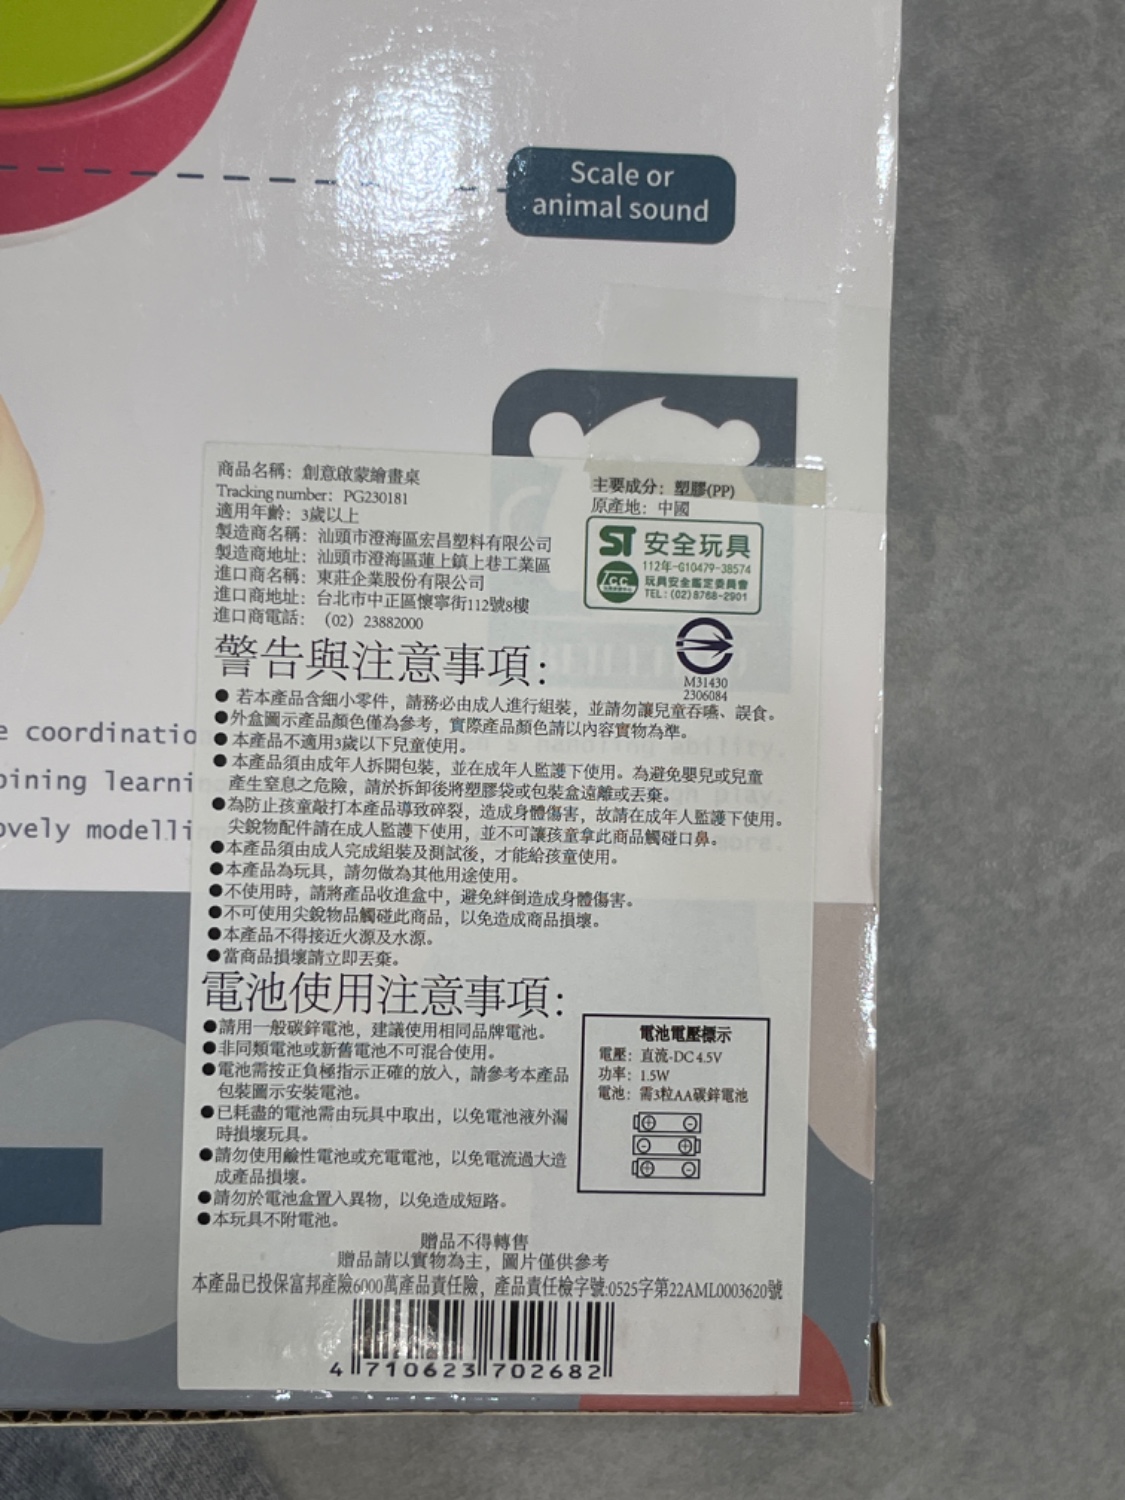 Scale or
animal sound
商品名稱：創意啟蒙繪畫桌
Tracking number：PG230181
適用年齡：3歲以上
製造商名稱：汕頭市澄海區宏昌塑料有限公司
製造商地址：汕頭市澄海區蓮上鎮上巷工業區
進口商名稱：東莊企業股份有限公司
進口商地址：台北市中正區懷寧街112號8樓
進口商電話：（02）23882000
主要成分：塑膠(PP)
原產地：中國
ST 安全玩具
112年-G10479-38574
玩具安全鑑定委員會
TEL：(02)8768-2901
M31430
2306084
警告與注意事項：
● 若本產品含細小零件，請務必由成人進行組裝，並請勿讓兒童吞嚥、誤食。
●外盒圖示產品顏色僅為參考，實際產品顏色請以內容實物為準。
● 本產品不適用3歲以下兒童使用。
● 本產品須由成年人拆開包裝，並在成年人監護下使用。為避免嬰兒或兒童
產生窒息之危險，請於拆卸後將塑膠袋或包裝盒遠離或丟棄。
●為防止孩童敲打本產品導致碎裂，造成身體傷害，故請在成年人監護下使用。
尖銳物配件請在成人監護下使用，並不可讓孩童拿此商品觸碰口鼻。
●本產品須由成人完成組裝及測試後，才能給孩童使用。
●本產品為玩具，請勿做為其他用途使用。
●不使用時，請將產品收進盒中，避免絆倒造成身體傷害。
●不可使用尖銳物品觸碰此商品，以免造成商品損壞。
●本產品不得接近火源及水源。
●當商品損壞請立即丟棄。
e coordinatio
oining learni
ovely modelli
電池使用注意事項：
●請用一般碳鋅電池，建議使用相同品牌電池。
●非同類電池或新舊電池不可混合使用。
●電池需按正負極指示正確的放入，請參考本產品
包裝圖示安裝電池。
●已耗盡的電池需由玩具中取出，以免電池液外漏
時損壞玩具。
●請勿使用鹼性電池或充電電池，以免電流過大造
成產品損壞。
●請勿於電池盒置入異物，以免造成短路。
●本玩具不附電池。
電池電壓標示
電壓：直流-DC 4.5V
功率：1.5W
電池：需3粒AA碳鋅電池
贈品不得轉售
贈品請以實物為主，圖片僅供參考
本產品已投保富邦產險6000萬產品責任險，產品責任檢字號:0525字第22AML0003620號
4 710623 702682